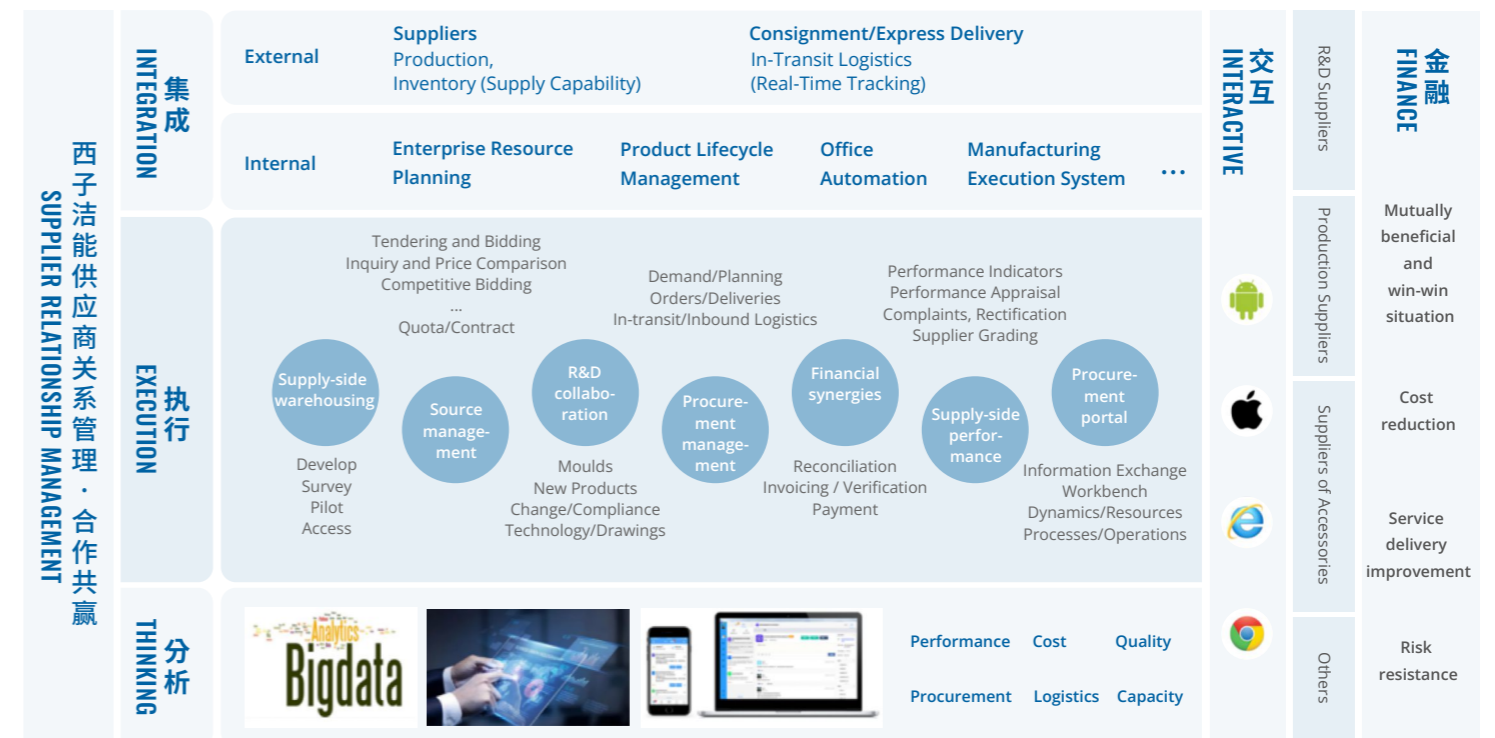 西子洁能供应商关系管理·合作共赢
SUPPLIER RELATIONSHIP MANAGEMENT
集成
INTEGRATION
External
Suppliers
Production,
Inventory (Supply Capability)
Consignment/Express Delivery
In-Transit Logistics
(Real-Time Tracking)
Internal
Enterprise Resource
Planning
Product Lifecycle
Management
Office
Automation
Manufacturing
Execution System
...
执行
EXECUTION
Tendering and Bidding
Inquiry and Price Comparison
Competitive Bidding
...
Quota/Contract
Demand/Planning
Orders/Deliveries
In-transit/Inbound Logistics
Performance Indicators
Performance Appraisal
Complaints, Rectification
Supplier Grading
Supply-side
warehousing
Source
manage-
ment
R&D
collabo-
ration
Procure-
ment
manage-
ment
Financial
synergies
Supply-side
perfor-
mance
Procure-
ment
portal
Develop
Survey
Pilot
Access
Moulds
New Products
Change/Compliance
Technology/Drawings
Reconciliation
Invoicing / Verification
Payment
Information Exchange
Workbench
Dynamics/Resources
Processes/Operations
分析
THINKING
Analytics
Bigdata
Performance
Cost
Quality
Procurement
Logistics
Capacity
交互
INTERACTIVE
R&D Suppliers
Production Suppliers
Suppliers of Accessories
Others
金融
FINANCE
Mutually
beneficial
and
win-win
situation
Cost
reduction
Service
delivery
improvement
Risk
resistance